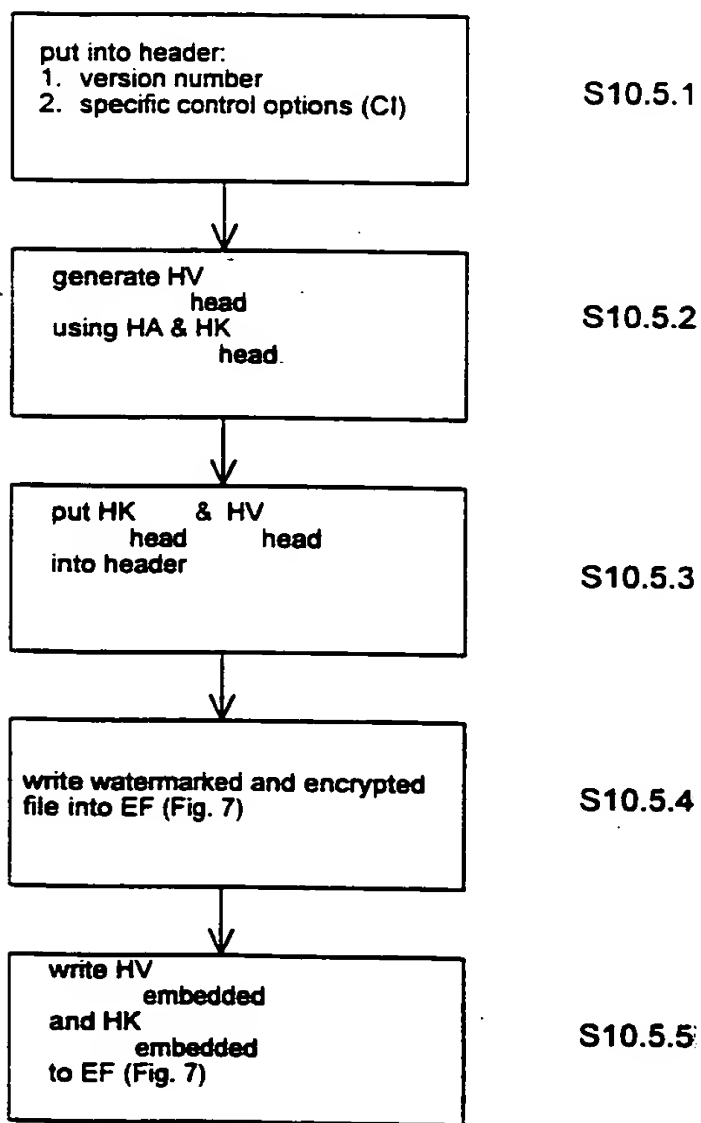 put into header:
1. version number
2. specific control options (CI)
S10.5.1
generate HV
head
using HA & HK
head
S10.5.2
put HK & HV
head head
into header
S10.5.3
write watermarked and encrypted
file into EF (Fig. 7)
S10.5.4
write HV
embedded
and HK
embedded
to EF (Fig. 7)
S10.5.5